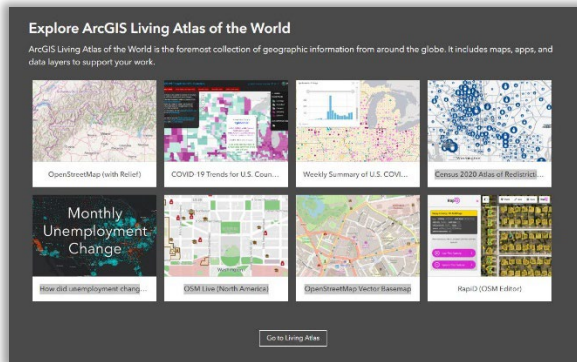 Explore ArcGIS Living Atlas of the World
ArcGIS Living Atlas of the World is the foremost collection of geographic information from around the globe. It includes maps, apps, and
data layers to support your work.
OpenStreetMap (with Relief)
COVID-19 Trends for U.S. Coun...
Weekly Summary of U.S. COVI...
Census 2020 Atlas of Redistricti...
Monthly
Unemployment
Change
How did unemployment chang...
OSM Live (North America)
OpenStreetMap Vector Basemap
RapiD (OSM Editor)
Go to Living Atlas